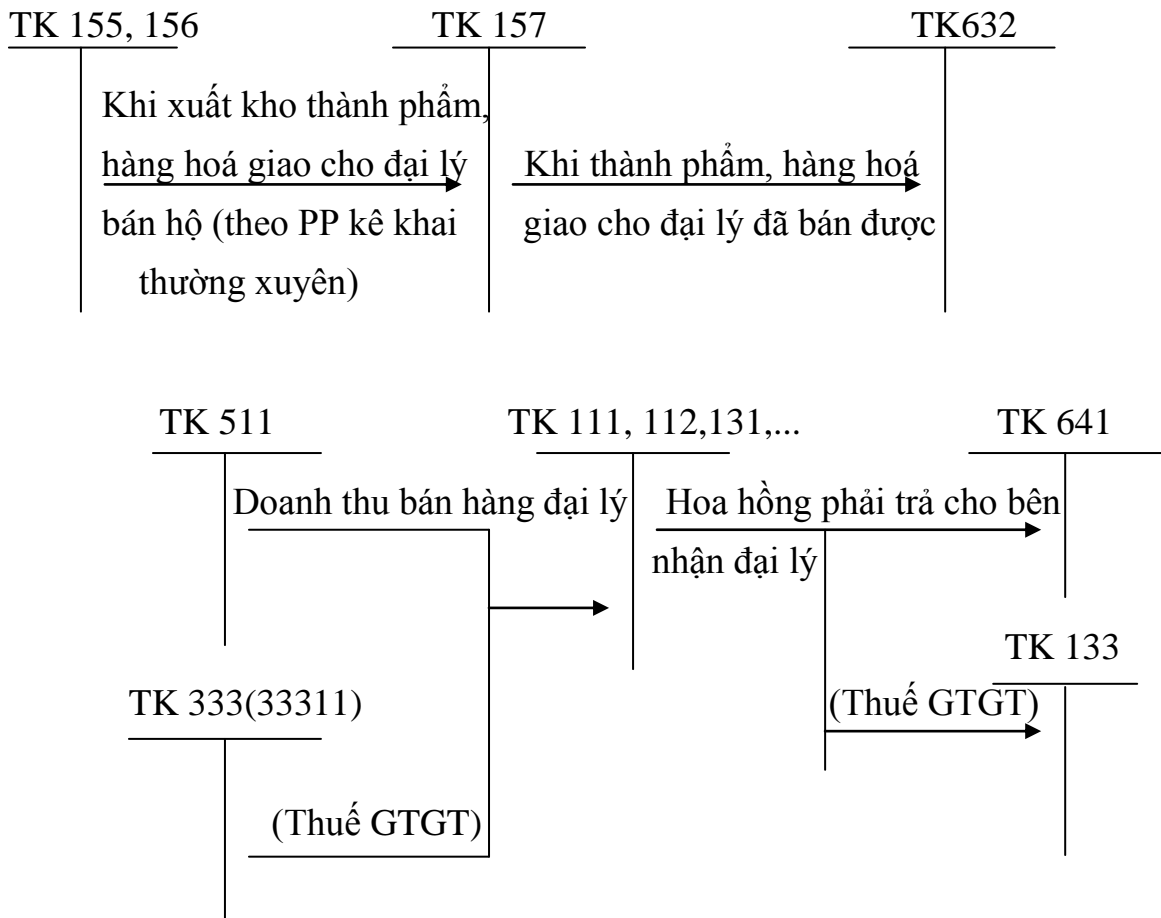 TK 155, 156
TK 157
TK632
Khi xuất kho thành phẩm,
hàng hoá giao cho đại lý
bán hộ (theo PP kê khai
thường xuyên)
Khi thành phẩm, hàng hoá
giao cho đại lý đã bán được
TK 511
TK 111, 112,131,...
TK 641
Doanh thu bán hàng đại lý
Hoa hồng phải trả cho bên
nhận đại lý
TK 133
TK 333(33311)
(Thuế GTGT)
(Thuế GTGT)